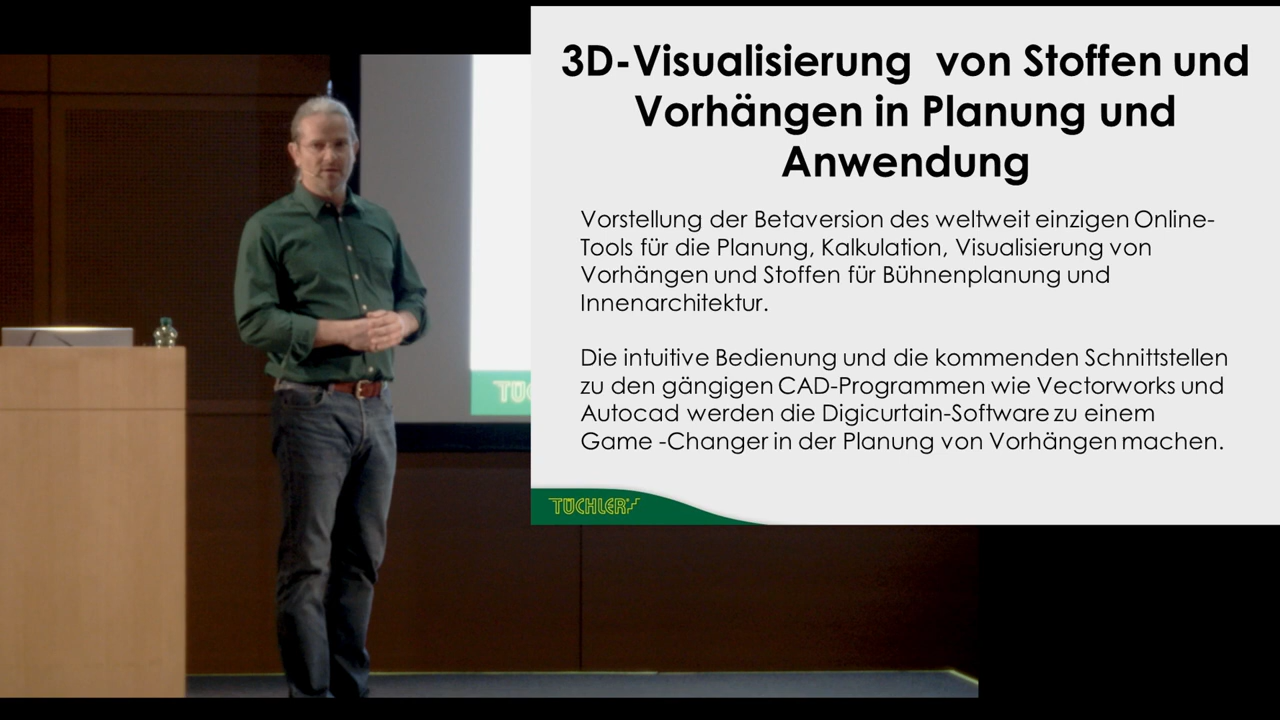 3D-Visualisierung von Stoffen und
Vorhängen in Planung und
Anwendung
Vorstellung der Betaversion des weltweit einzigen Online-
Tools für die Planung, Kalkulation, Visualisierung von
Vorhängen und Stoffen für Bühnenplanung und
Innenarchitektur.
Die intuitive Bedienung und die kommenden Schnittstellen
zu den gängigen CAD-Programmen wie Vectorworks und
Autocad werden die Digicurtain-Software zu einem
Game -Changer in der Planung von Vorhängen machen.
TÜCHLER